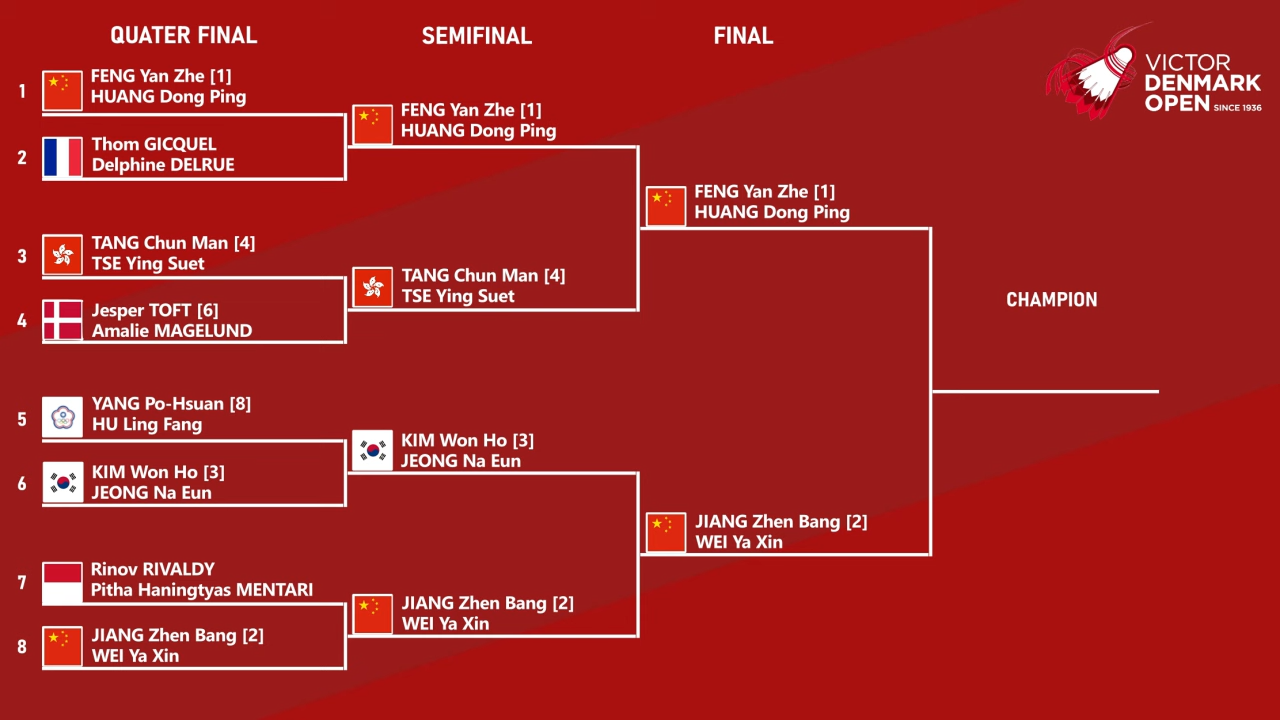 QUATER FINAL
SEMIFINAL
FINAL
VICTOR
DENMARK
OPEN SINCE 1936
1
FENG Yan Zhe [1]
HUANG Dong Ping
2
Thom GICQUEL
Delphine DELRUE
3
TANG Chun Man [4]
TSE Ying Suet
4
Jesper TOFT [6]
Amalie MAGELUND
5
YANG Po-Hsuan [8]
HU Ling Fang
6
KIM Won Ho [3]
JEONG Na Eun
7
Rinov RIVALDY
Pitha Haningtyas MENTARI
8
JIANG Zhen Bang [2]
WEI Ya Xin
FENG Yan Zhe [1]
HUANG Dong Ping
TANG Chun Man [4]
TSE Ying Suet
KIM Won Ho [3]
JEONG Na Eun
JIANG Zhen Bang [2]
WEI Ya Xin
FENG Yan Zhe [1]
HUANG Dong Ping
JIANG Zhen Bang [2]
WEI Ya Xin
CHAMPION